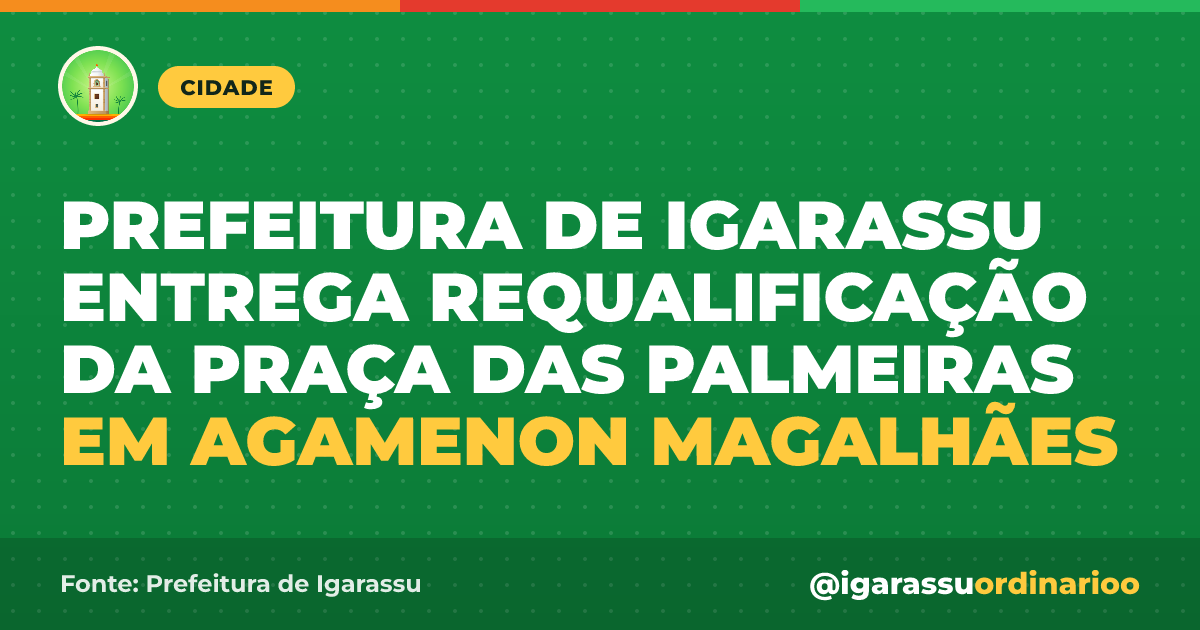 CIDADE
PREFEITURA DE IGARASSU
ENTREGA REQUALIFICAÇÃO
DA PRAÇA DAS PALMEIRAS
EM AGAMENON MAGALHÃES
Fonte: Prefeitura de Igarassu
@igarassuordinarioo